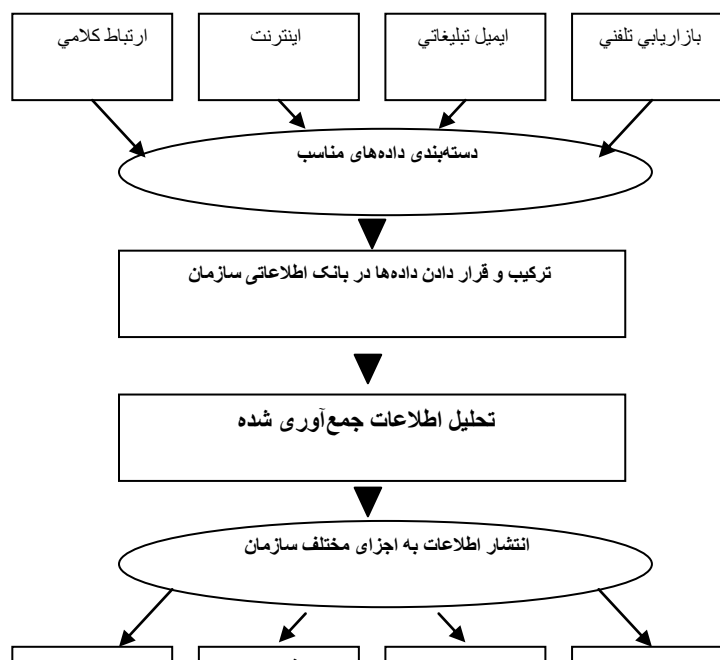 بازاريابي تلفني
ايميل تبليغاتي
اينترنت
ارتباط كلامي
دسته‌بندی داده‌های مناسب
ترکیب و قرار دادن داده‌ها در بانک اطلاعاتی سازمان
تحلیل اطلاعات جمع‌آوری شده
انتشار اطلاعات به اجزای مختلف سازمان